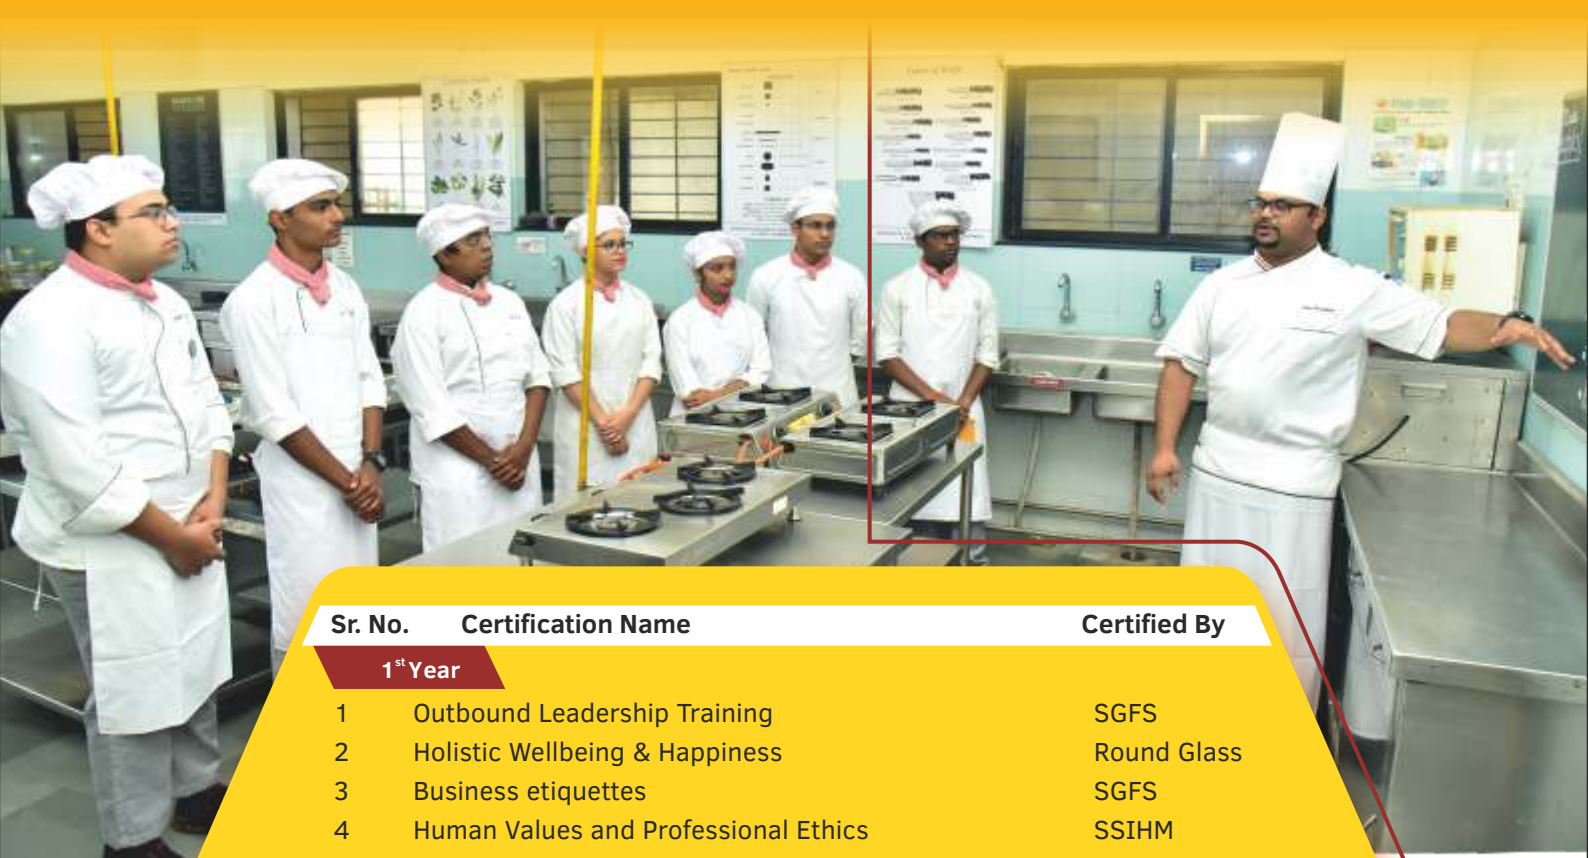 Sr. No. Certification Name Certified By
1st Year
1 Outbound Leadership Training SGFS
2 Holistic Wellbeing & Happiness Round Glass
3 Business etiquettes SGFS
4 Human Values and Professional Ethics SSIHM